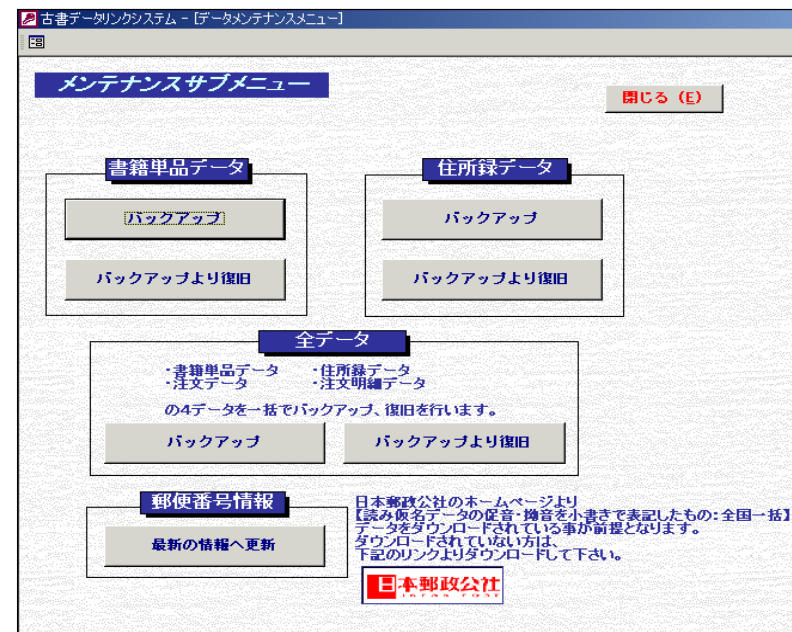 古書データリンクシステム - [データメンテナンスメニュー]
メンテナンスサブメニュー
閉じる (E)
書籍単品データ
バックアップ
バックアップより復旧
住所録データ
バックアップ
バックアップより復旧
全データ
・書籍単品データ ・住所録データ
・注文データ ・注文明細データ
の4データを一括でバックアップ、復旧を行います。
バックアップ
バックアップより復旧
郵便番号情報
最新の情報へ更新
日本郵政公社のホームページより
【読み仮名データの促音・拗音を小書きで表記したもの:全国一括】
データをダウンロードされている事が前提となります。
ダウンロードされていない方は、
下記のリンクよりダウンロードして下さい。
日本郵政公社